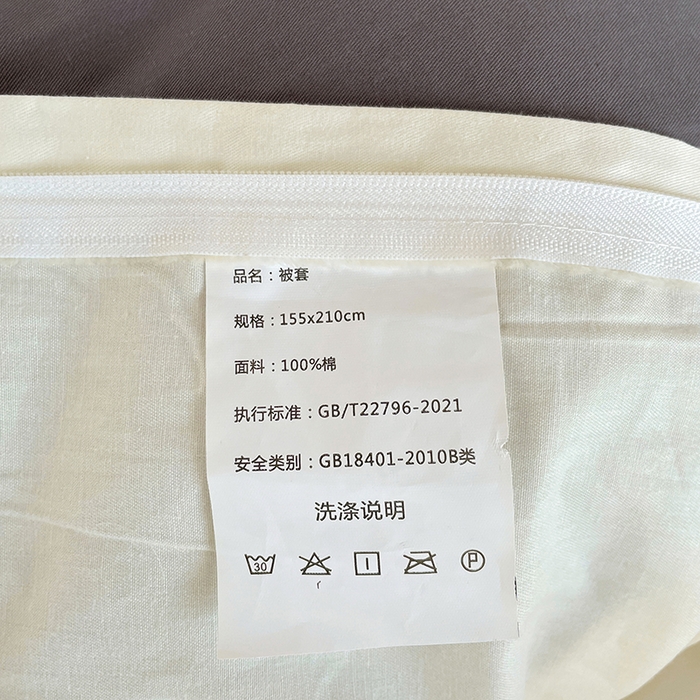 品名：被套
规格：155x210cm
面料：100%棉
执行标准：GB/T22796-2021
安全类别：GB18401-2010B类
洗涤说明
30 P